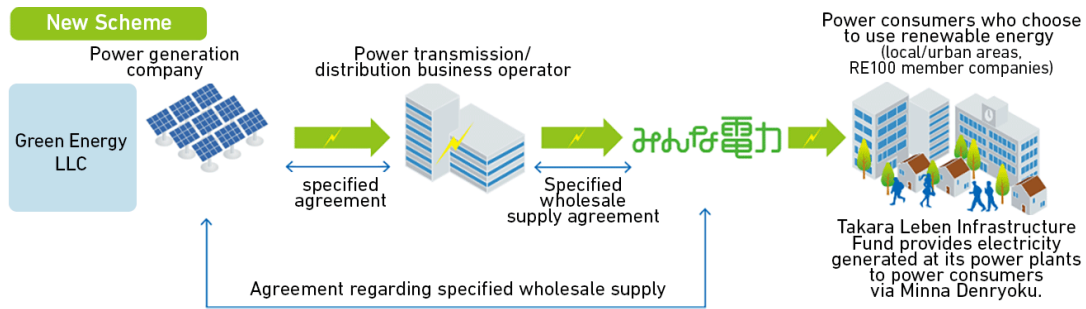 New Scheme
Green Energy
LLC
Power generation
company
specified
agreement
Power transmission/
distribution business operator
Specified
wholesale
supply agreement
みんな電力
Power consumers who choose
to use renewable energy
(local/urban areas,
RE100 member companies)
Takara Leben Infrastructure
Fund provides electricity
generated at its power plants
to power consumers
via Minna Denryoku.
Agreement regarding specified wholesale supply